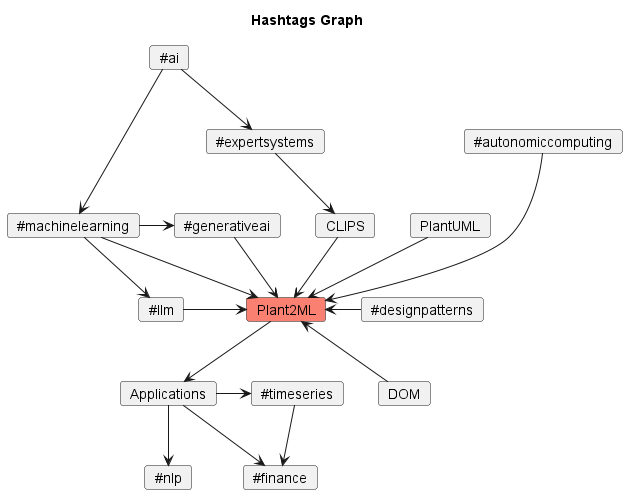 Hashtags Graph
#ai
#expertsystems
#autonomiccomputing
#machinelearning
#generativeai
CLIPS
PlantUML
#llm
Plant2ML
#designpatterns
Applications
#timeseries
DOM
#nlp
#finance